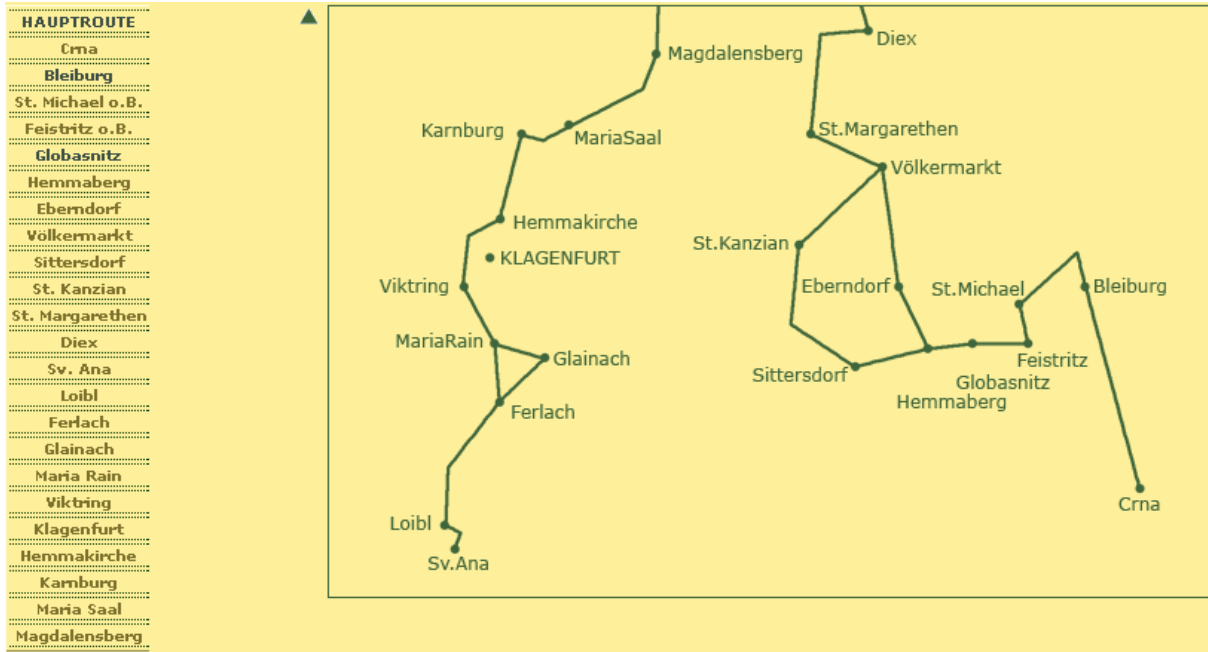 HAUPTROUTE
Crna
Bleiburg
St. Michael o.B.
Feistritz o.B.
Globasnitz
Hemmaberg
Eberndorf
Völkermarkt
Sittersdorf
St. Kanzian
St. Margarethen
Diex
Sv. Ana
Loibl
Ferlach
Glainach
Maria Rain
Viktring
Klagenfurt
Hemmakirche
Karnburg
Maria Saal
Magdalensberg
Diex
Magdalensberg
Karnburg
MariaSaal
St.Margarethen
Völkermarkt
Hemmakirche
St.Kanzian
KLAGENFURT
Viktring
Eberndorf
St.Michael
Bleiburg
MariaRain
Glainach
Feistritz
Sittersdorf
Globasnitz
Hemmaberg
Ferlach
Crna
Loibl
Sv.Ana